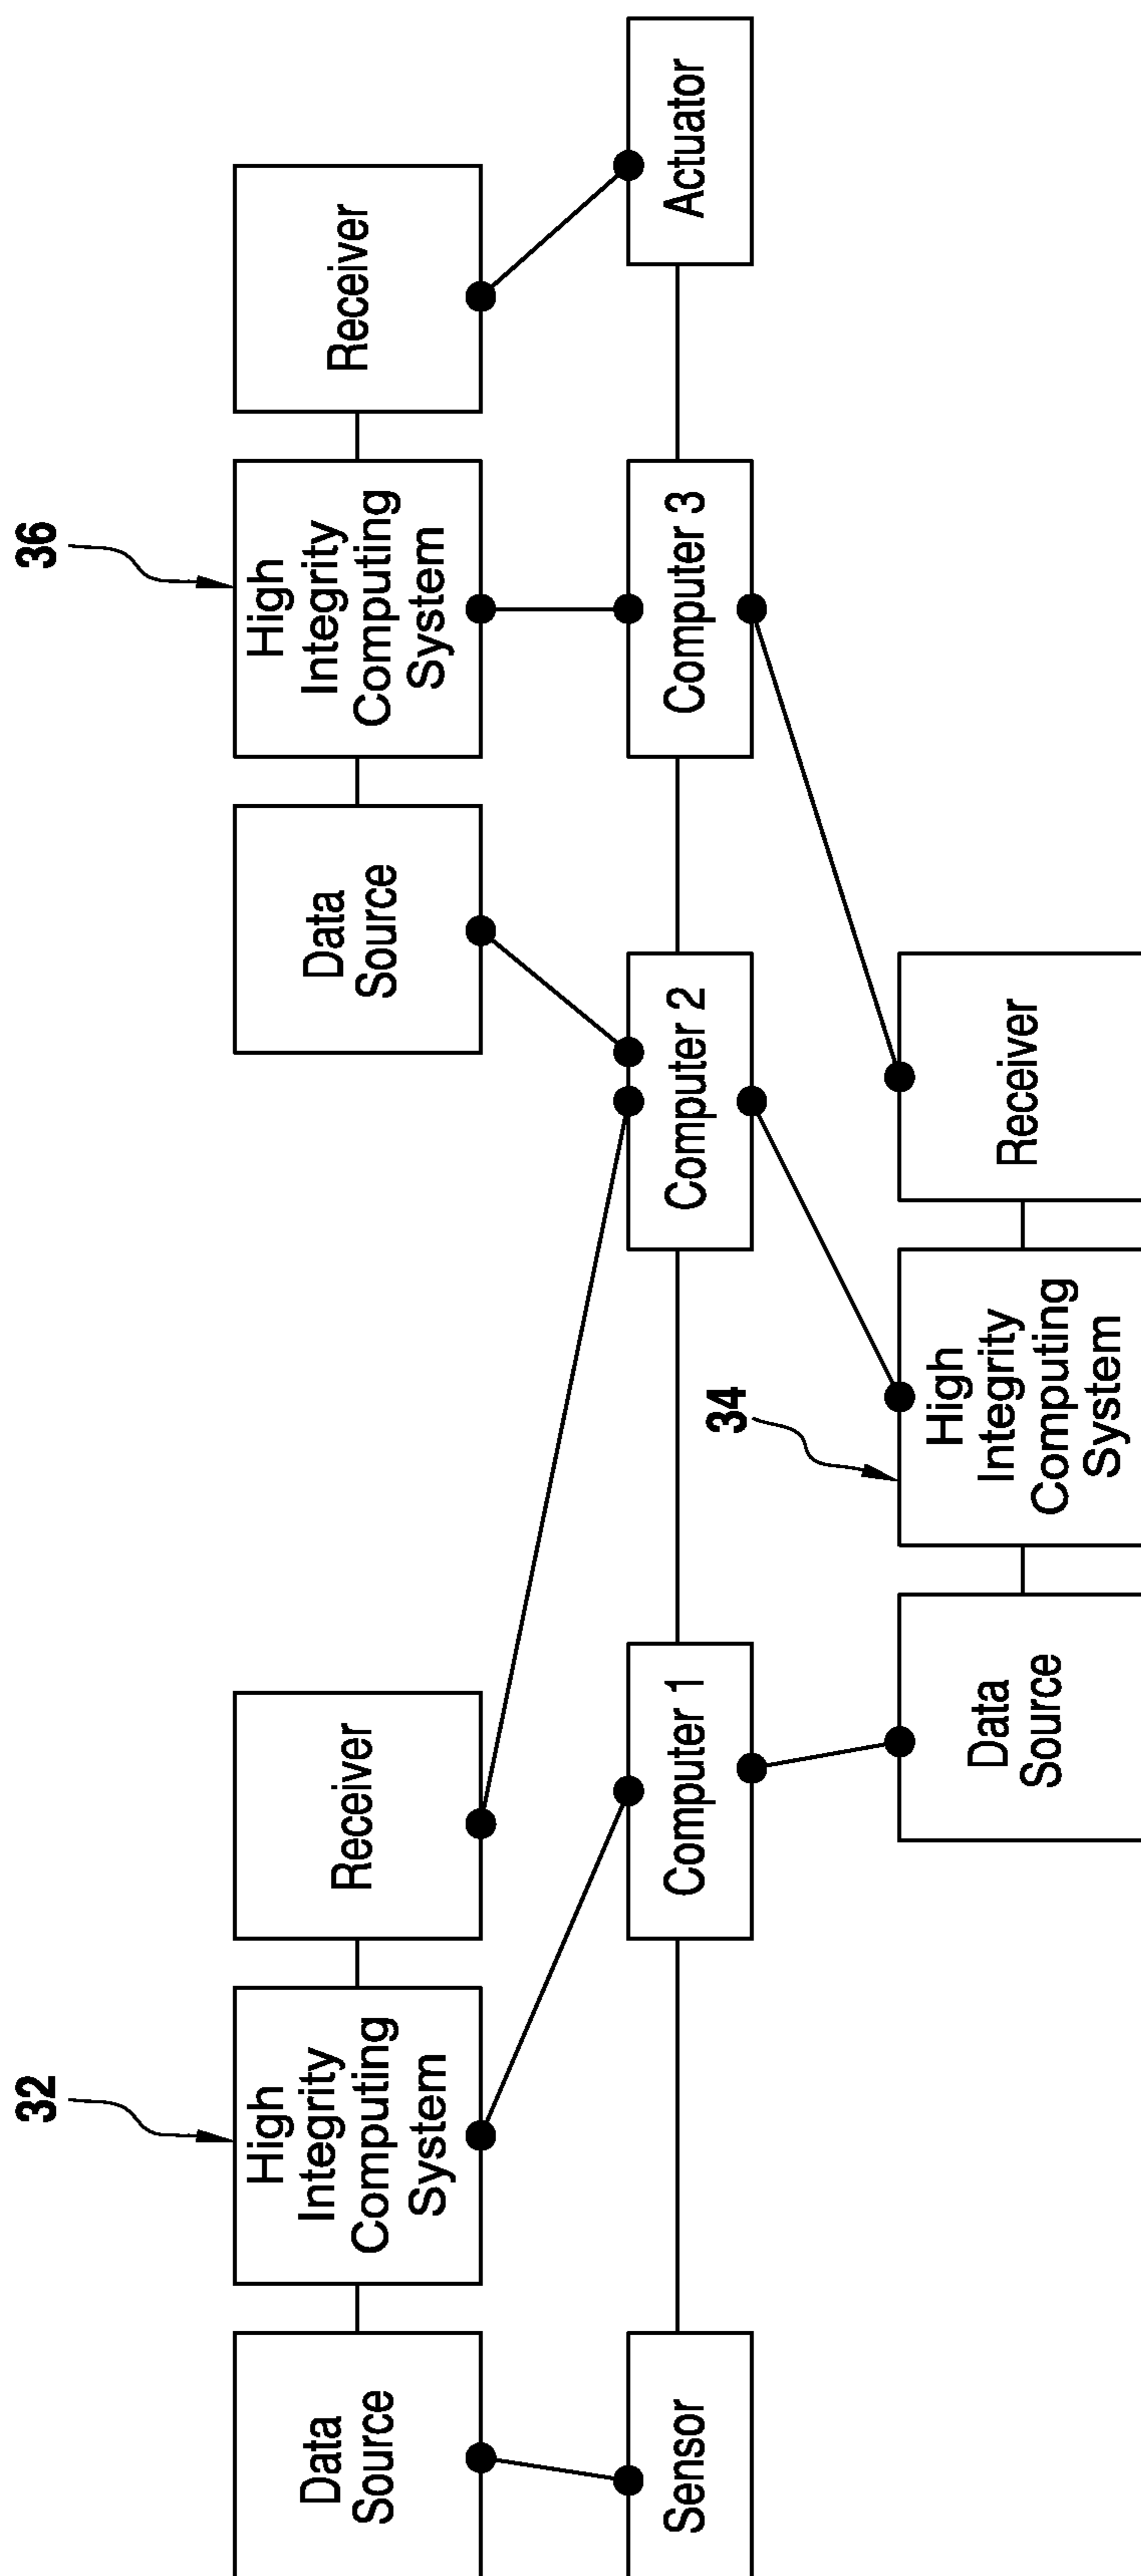 32
36
Data
Source
High
Integrity
Computing
System
Receiver
Data
Source
High
Integrity
Computing
System
Receiver
Sensor
Computer 1
Computer 2
Computer 3
Actuator
34
Data
Source
High
Integrity
Computing
System
Receiver